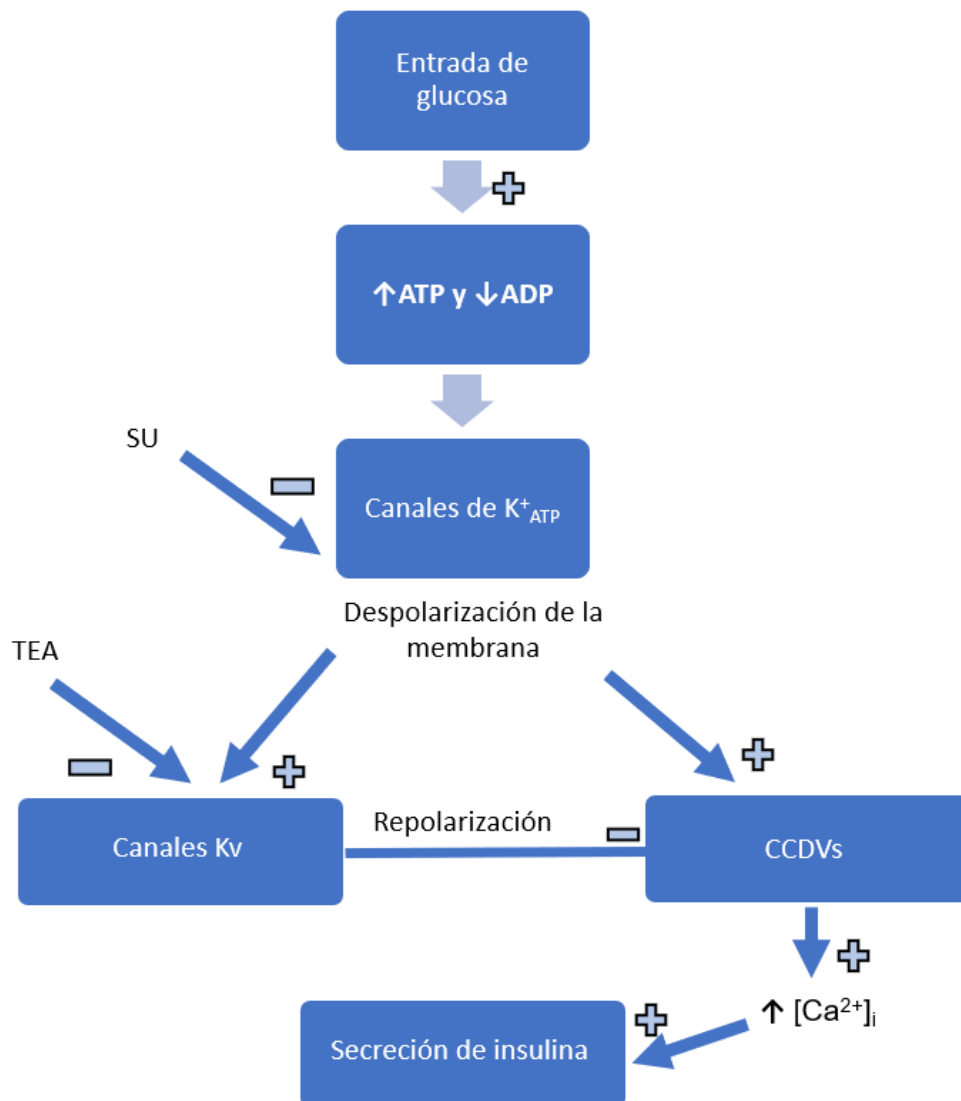 Entrada de
glucosa
↑ATP y ↓ADP
SU
Canales de K⁺ATP
Despolarización de la
membrana
TEA
Canales Kv
Repolarización
CCDVs
↑ [Ca²⁺]i
Secreción de insulina